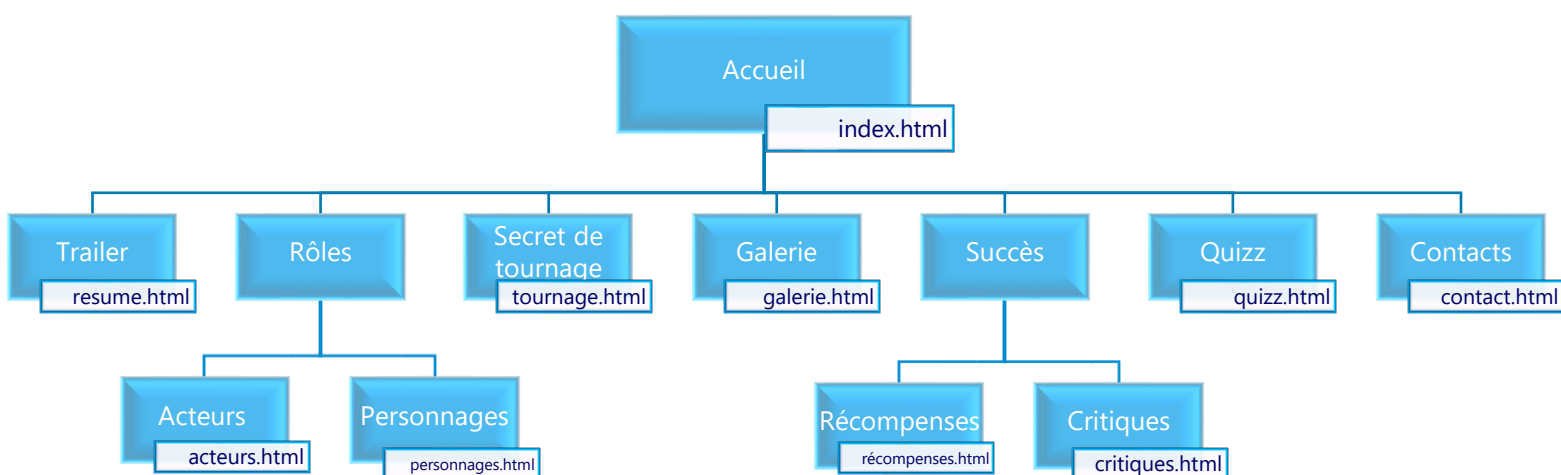 Accueil
index.html
Trailer
resume.html
Rôles
Secret de
tournage
tournage.html
Galerie
galerie.html
Succès
Quizz
quizz.html
Contacts
contact.html
Acteurs
acteurs.html
Personnages
personnages.html
Récompenses
récompenses.html
Critiques
critiques.html